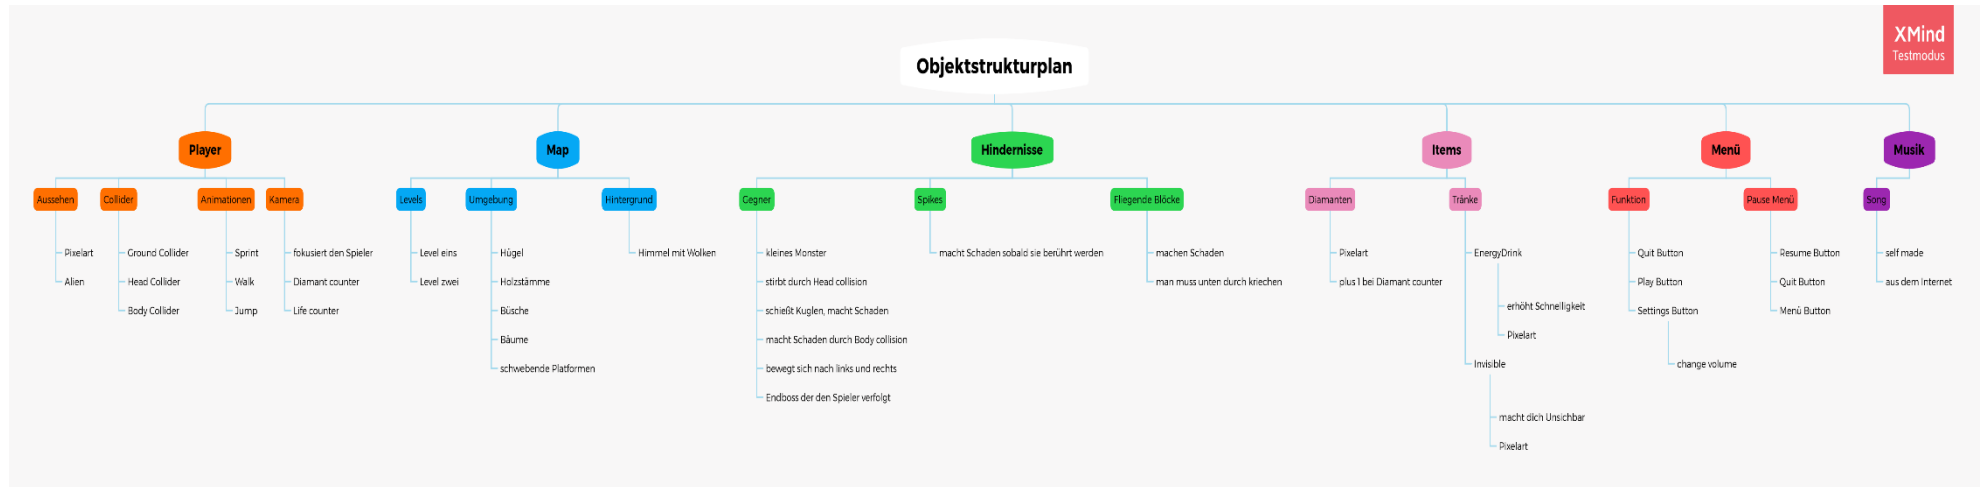 XMind
Testmodus
Objektstrukturplan
Player
Map
Hindernisse
Items
Menü
Musik
Aussehen
Collider
Animationen
Kamera
Levels
Umgebung
Hintergrund
Gegner
Spikes
Fliegende Blöcke
Diamanten
Tränke
Funktion
Pause Menü
Song
Pixelart
Alien
Ground Collider
Head Collider
Body Collider
Sprint
Walk
Jump
fokusiert den Spieler
Diamant counter
Life counter
Level eins
Level zwei
Hügel
Holzstämme
Büsche
Bäume
schwebende Platformen
Himmel mit Wolken
kleines Monster
stirbt durch Head collision
schießt Kuglen, macht Schaden
macht Schaden durch Body collision
bewegt sich nach links und rechts
Endboss der den Spieler verfolgt
macht Schaden sobald sie berührt werden
machen Schaden
man muss unten durch kriechen
Pixelart
plus 1 bei Diamant counter
EnergyDrink
erhöht Schnelligkeit
Pixelart
Invisible
macht dich Unsichbar
Pixelart
Quit Button
Play Button
Settings Button
change volume
Resume Button
Quit Button
Menü Button
self made
aus dem Internet